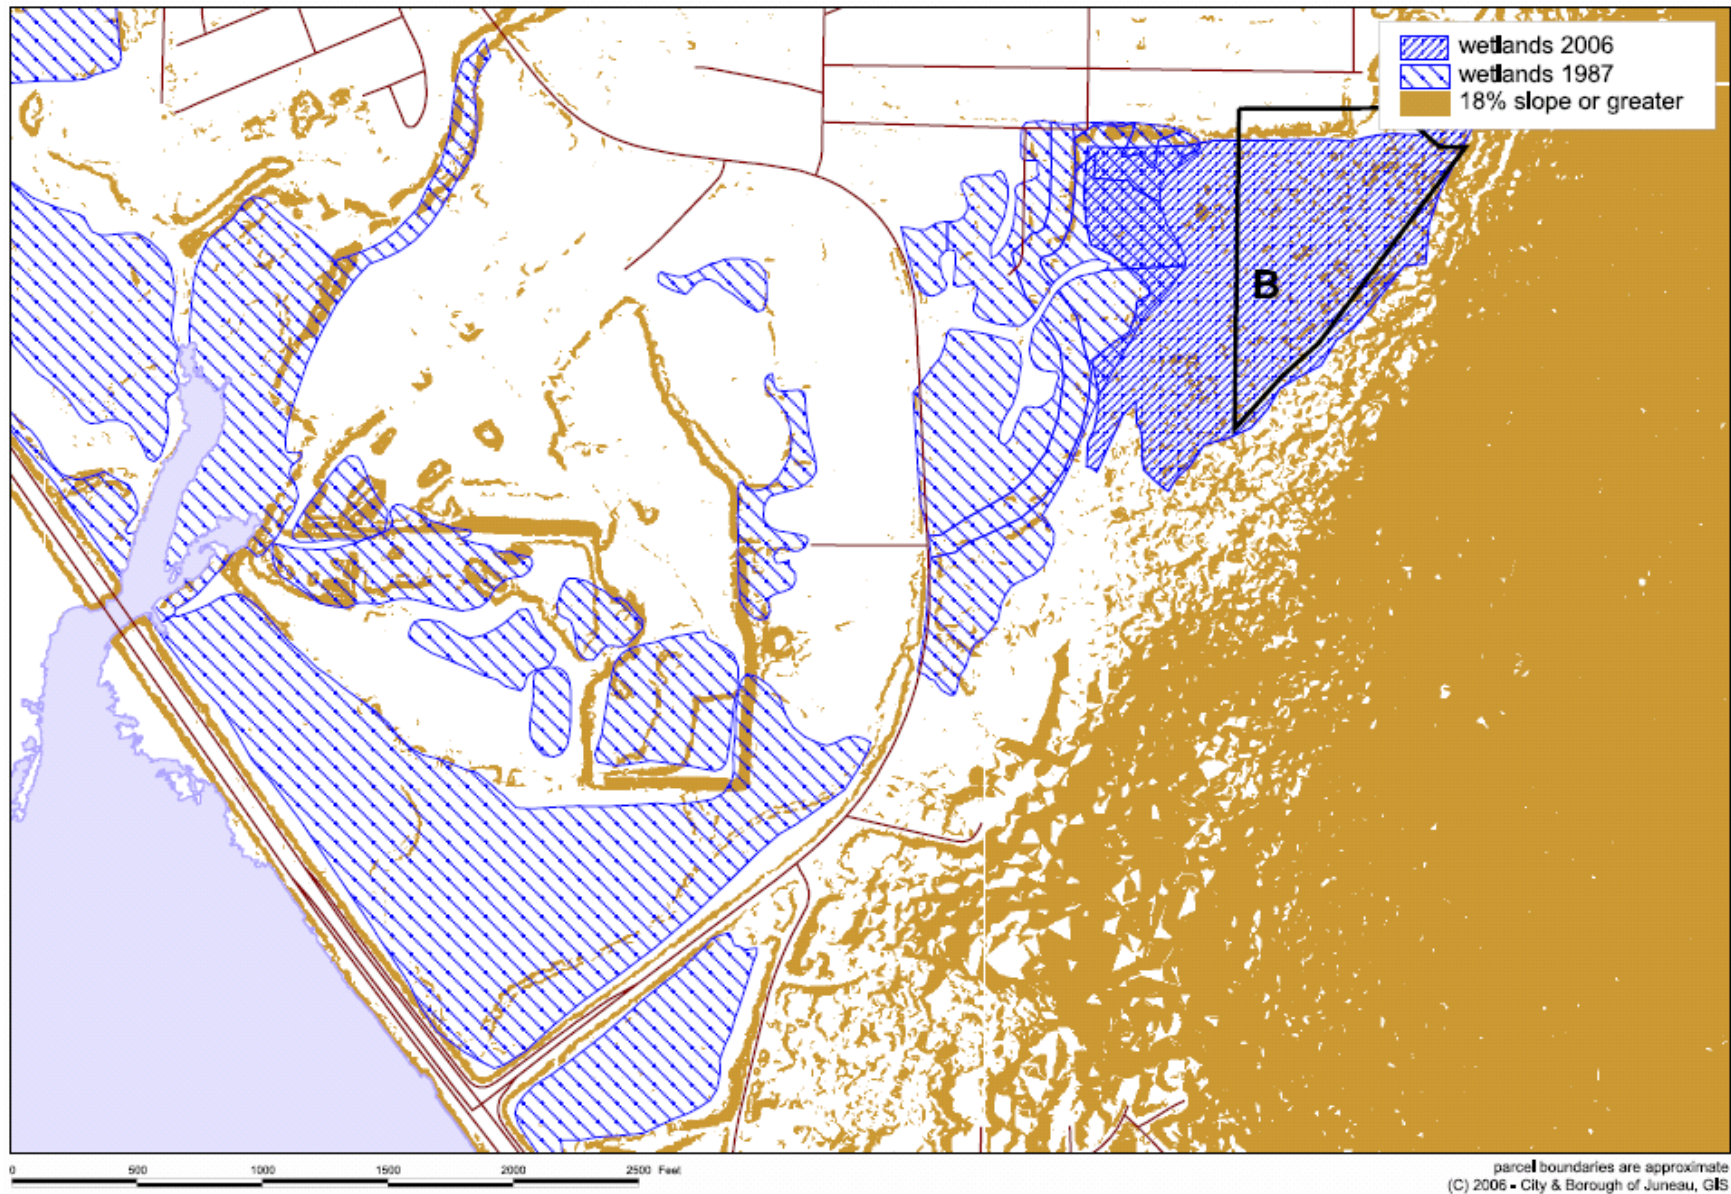 wetlands 2006
wetlands 1987
18% slope or greater
B
0 500 1000 1500 2000 2500 Feet
parcel boundaries are approximate
(C) 2006 - City & Borough of Juneau, GIS